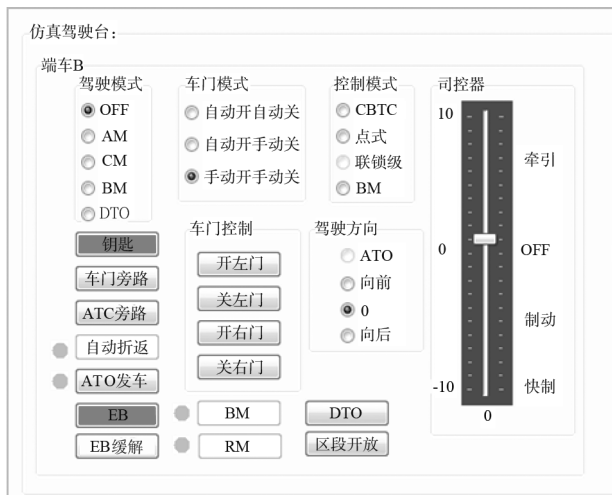 仿真驾驶台：
端车B
驾驶模式
OFF
AM
CM
BM
DTO
车门模式
自动开自动关
自动开手动关
手动开手动关
控制模式
CBTC
点式
联锁级
BM
司控器
10
牵引
0
OFF
制动
-10
快制
0
钥匙
车门旁路
ATC旁路
自动折返
ATO发车
EB
EB缓解
车门控制
开左门
关左门
开右门
关右门
驾驶方向
ATO
向前
0
向后
BM
RM
DTO
区段开放